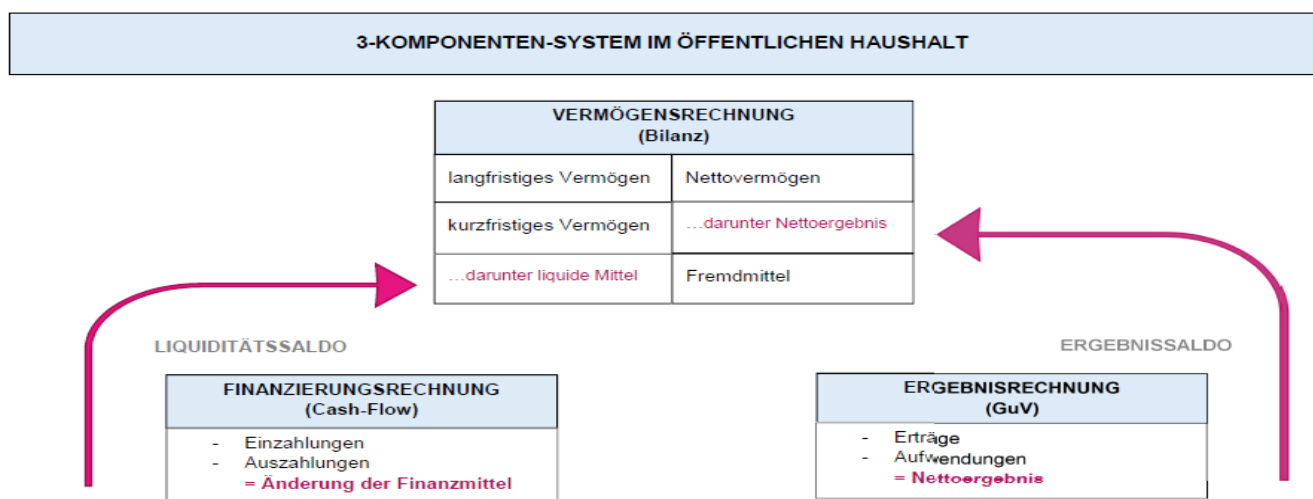 3-KOMPONENTEN-SYSTEM IM ÖFFENTLICHEN HAUSHALT
VERMÖGENSRECHNUNG
(Bilanz)
langfristiges Vermögen
Nettovermögen
kurzfristiges Vermögen
...darunter Nettoergebnis
...darunter liquide Mittel
Fremdmittel
LIQUIDITÄTSSALDO
ERGEBNISSALDO
FINANZIERUNGSRECHNUNG
(Cash-Flow)
- Einzahlungen
- Auszahlungen
= Änderung der Finanzmittel
ERGEBNISRECHNUNG
(GuV)
- Erträge
- Aufwendungen
= Nettoergebnis